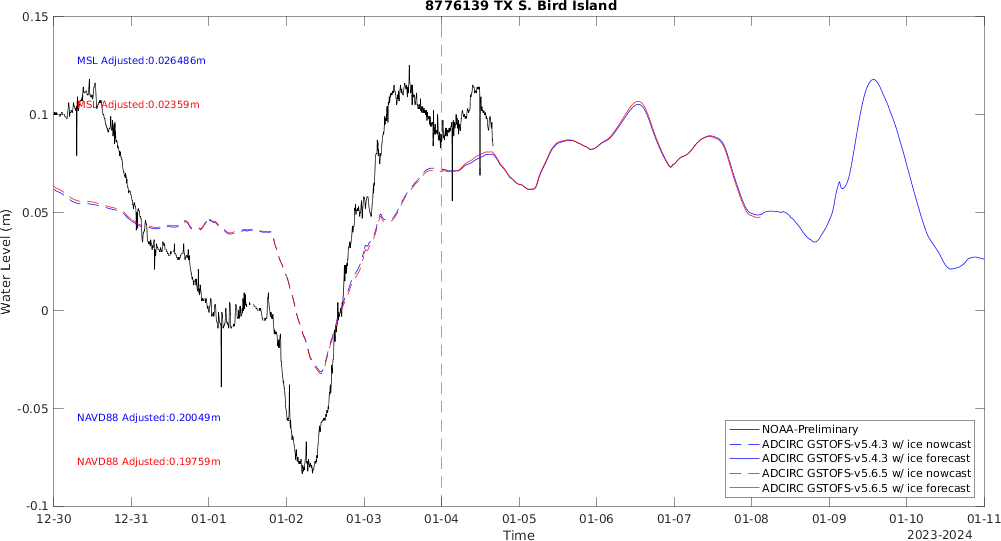 8776139 TX S. Bird Island
0.15
MSL Adjusted:0.026486m
MSL Adjusted:0.02359m
0.1
0.05
Water Level (m)
0
-0.05
NAVD88 Adjusted:0.20049m
NAVD88 Adjusted:0.19759m
-0.1
NOAA-Preliminary
ADCIRC GSTOFS-v5.4.3 w/ ice nowcast
ADCIRC GSTOFS-v5.4.3 w/ ice forecast
ADCIRC GSTOFS-v5.6.5 w/ ice nowcast
ADCIRC GSTOFS-v5.6.5 w/ ice forecast
12-30 12-31 01-01 01-02 01-03 01-04 01-05 01-06 01-07 01-08 01-09 01-10 01-11
Time
2023-2024